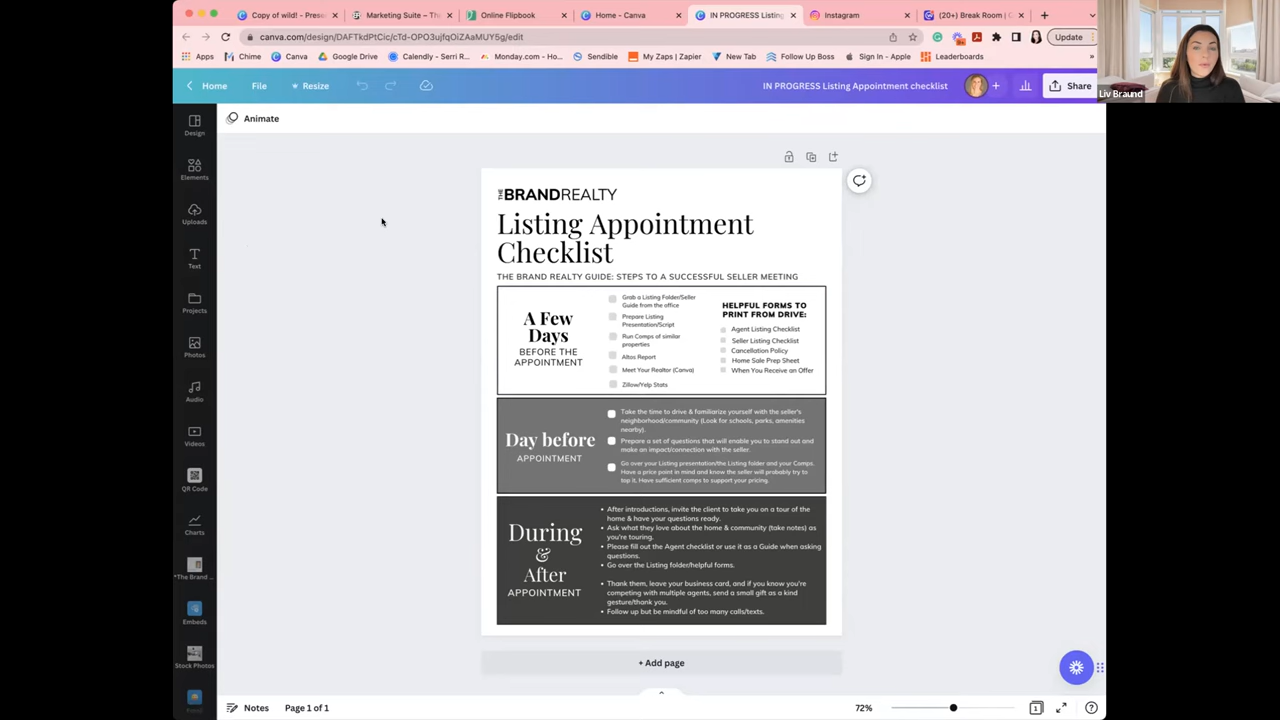 Copy of wild! - Prese
Marketing Suite – Th
Online Flipbook
Home - Canva
IN PROGRESS Listing
Instagram
(20+) Break Room | C
canva.com/design/DAFTkdPtCic/cTd-OPO3ujfqOiZAaMUY5g/edit
Update
Apps
Chime
Canva
Google Drive
Calendly - Serri R...
Monday.com - Ho...
Sendible
My Zaps | Zapier
New Tab
Follow Up Boss
Sign In - Apple
Leaderboards
Liv Braund
Home
File
Resize
IN PROGRESS Listing Appointment checklist
Share
Animate
Design
Elements
Uploads
Text
Projects
Photos
Audio
Videos
QR Code
Charts
*The Brand ...
Embeds
Stock Photos
THE BRANDREALTY
Listing Appointment
Checklist
THE BRAND REALTY GUIDE: STEPS TO A SUCCESSFUL SELLER MEETING
A Few
Days
BEFORE THE
APPOINTMENT
Grab a Listing Folder/Seller
Guide from the office
Prepare Listing
Presentation/Script
Run Comps of similar
properties
Altos Report
Meet Your Realtor (Canva)
Zillow/Yelp Stats
HELPFUL FORMS TO
PRINT FROM DRIVE:
Agent Listing Checklist
Seller Listing Checklist
Cancellation Policy
Home Sale Prep Sheet
When You Receive an Offer
Day before
APPOINTMENT
Take the time to drive & familiarize yourself with the seller's
neighborhood/community (Look for schools, parks, amenities
nearby).
Prepare a set of questions that will enable you to stand out and
make an impact/connection with the seller.
Go over your Listing presentation/the Listing folder and your Comps.
Have a price point in mind and know the seller will probably try to
top it. Have sufficient comps to support your pricing.
During
&
After
APPOINTMENT
• After introductions, invite the client to take you on a tour of the
home & have your questions ready.
• Ask what they love about the home & community (take notes) as
you're touring.
• Please fill out the Agent checklist or use it as a Guide when asking
questions.
• Go over the Listing folder/helpful forms.
• Thank them, leave your business card, and if you know you're
competing with multiple agents, send a small gift as a kind
gesture/thank you.
• Follow up but be mindful of too many calls/texts.
+ Add page
Notes
Page 1 of 1
72%
1